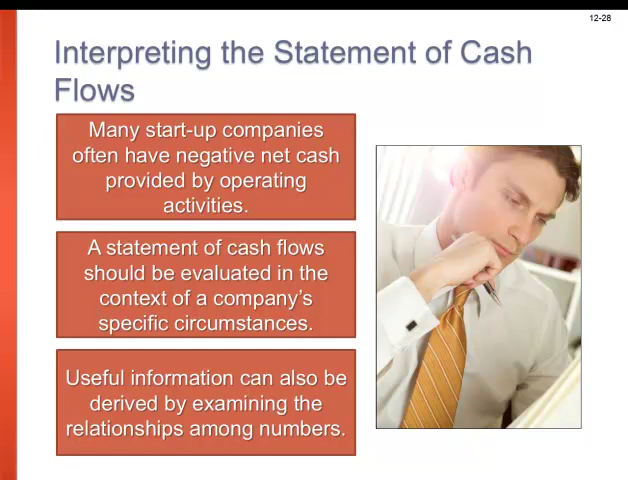 12-28
Interpreting the Statement of Cash
Flows
Many start-up companies
often have negative net cash
provided by operating
activities.
A statement of cash flows
should be evaluated in the
context of a company’s
specific circumstances.
Useful information can also be
derived by examining the
relationships among numbers.